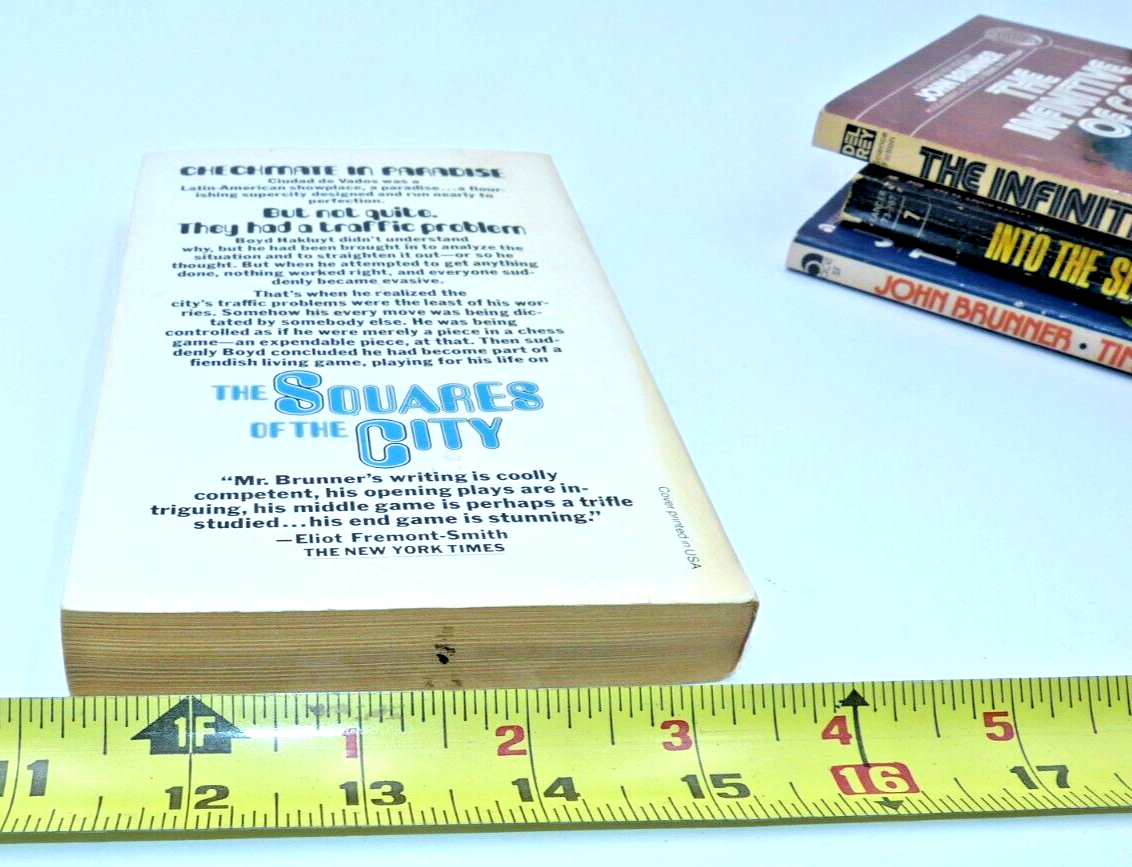 CHECKMATE IN PARADISE
Ciudad de Vados was a
Latin-American showplace, a paradise...a flour-
ishing supercity designed and run nearly to
perfection.
But not quite.
They had a traffic problem
Boyd Hakluyt didn't understand
why, but he had been brought in to analyze the
situation and to straighten it out—or so he
thought. But when he attempted to get anything
done, nothing worked right, and everyone sud-
denly became evasive.
That's when he realized the
city's traffic problems were the least of his wor-
ries. Somehow his every move was being dic-
tated by somebody else. He was being
controlled as if he were merely a piece in a chess
game—an expendable piece, at that. Then sud-
denly Boyd concluded he had become part of a
fiendish living game, playing for his life on
THE SQUARES
OF THE CITY
"Mr. Brunner's writing is coolly
competent, his opening plays are in-
triguing, his middle game is perhaps a trifle
studied...his end game is stunning."
—Eliot Fremont-Smith
THE NEW YORK TIMES
Cover printed in USA
JOHN BRUNNER
THE
INFINITIVE
OF GO
DEL
REY
Science
Fiction
THE INFINIT
7
INTO THE SL
JOHN BRUNNER • TIM
1F 1 2 3 4 5
11 12 13 14 15 16 17